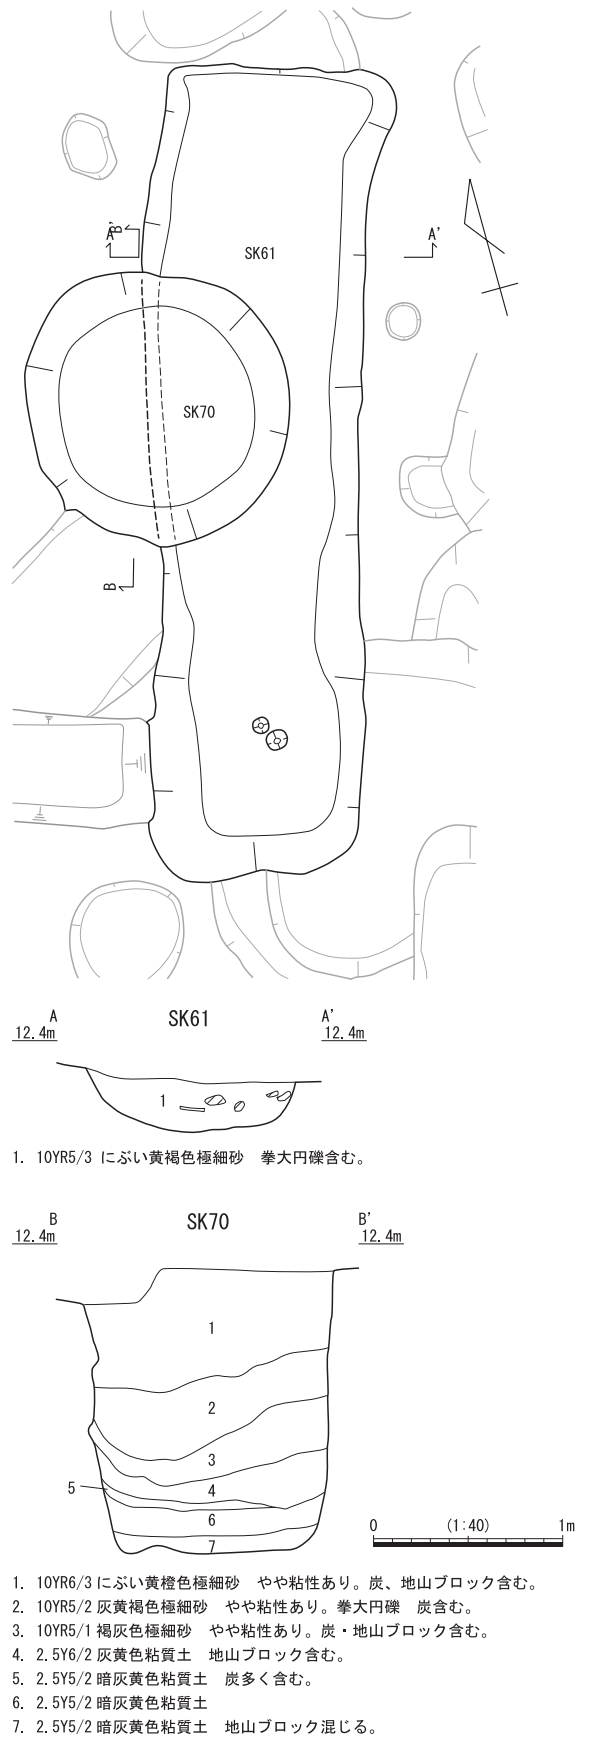 A
B'
A'
SK61
SK70
B
A
SK61
A'
12.4m
12.4m
1
1. 10YR5/3 にぶい黄褐色極細砂　拳大円礫含む。
B
SK70
B'
12.4m
12.4m
1
2
3
4
5
6
7
0
(1:40)
1m
1. 10YR6/3 にぶい黄橙色極細砂　やや粘性あり。炭、地山ブロック含む。
2. 10YR5/2 灰黄褐色極細砂　やや粘性あり。拳大円礫　炭含む。
3. 10YR5/1 褐灰色極細砂　やや粘性あり。炭・地山ブロック含む。
4. 2.5Y6/2 灰黄色粘質土　地山ブロック含む。
5. 2.5Y5/2 暗灰黄色粘質土　炭多く含む。
6. 2.5Y5/2 暗灰黄色粘質土
7. 2.5Y5/2 暗灰黄色粘質土　地山ブロック混じる。